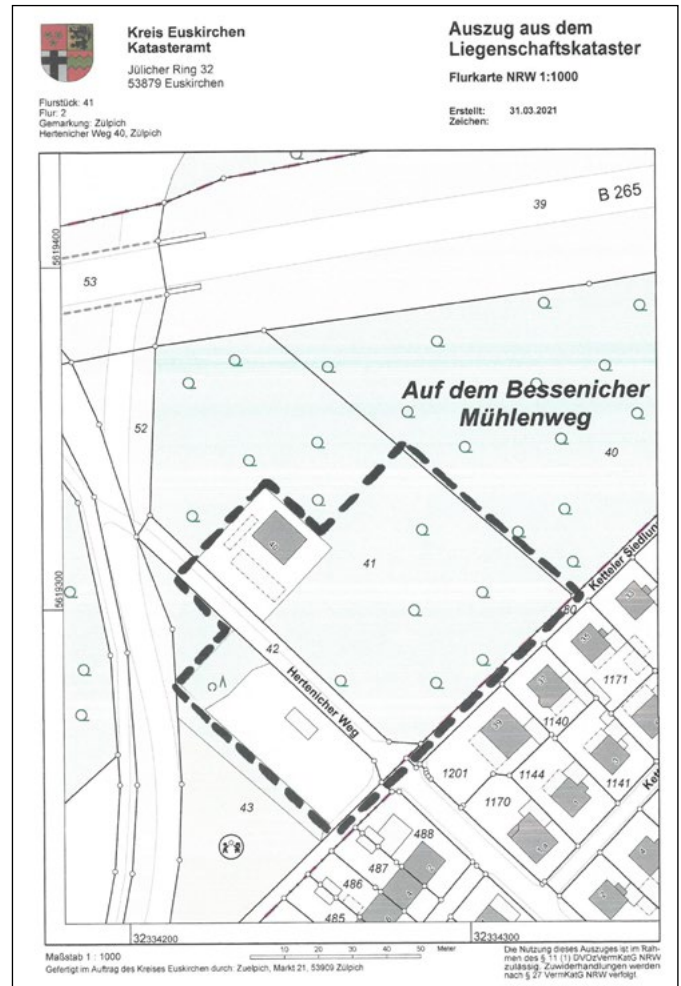 Kreis Euskirchen
Katasteramt
Jülicher Ring 32
53879 Euskirchen
Auszug aus dem
Liegenschaftskataster
Flurkarte NRW 1:1000
Flurstück: 41
Flur: 2
Gemarkung: Zülpich
Hertenicher Weg 40, Zülpich
Erstellt: 31.03.2021
Zeichen:
39
B 265
5619400
53
Auf dem Bessenicher
Mühlenweg
52
40
40
41
Ketteler Siedlun
5619300
80
42
Hertenicher Weg
1171
1140
1201
1144
1141
1170
43
488
487
486
485
32334200
32334300
Maßstab 1 : 1000
10 20 30 40 50 Meter
Gefertigt im Auftrag des Kreises Euskirchen durch: Zuelpich, Markt 21, 53909 Zülpich
Die Nutzung dieses Auszuges ist im Rah-
men des § 11 (1) DVOzVermKatG NRW
zulässig. Zuwiderhandlungen werden
nach § 27 VermKatG NRW verfolgt.